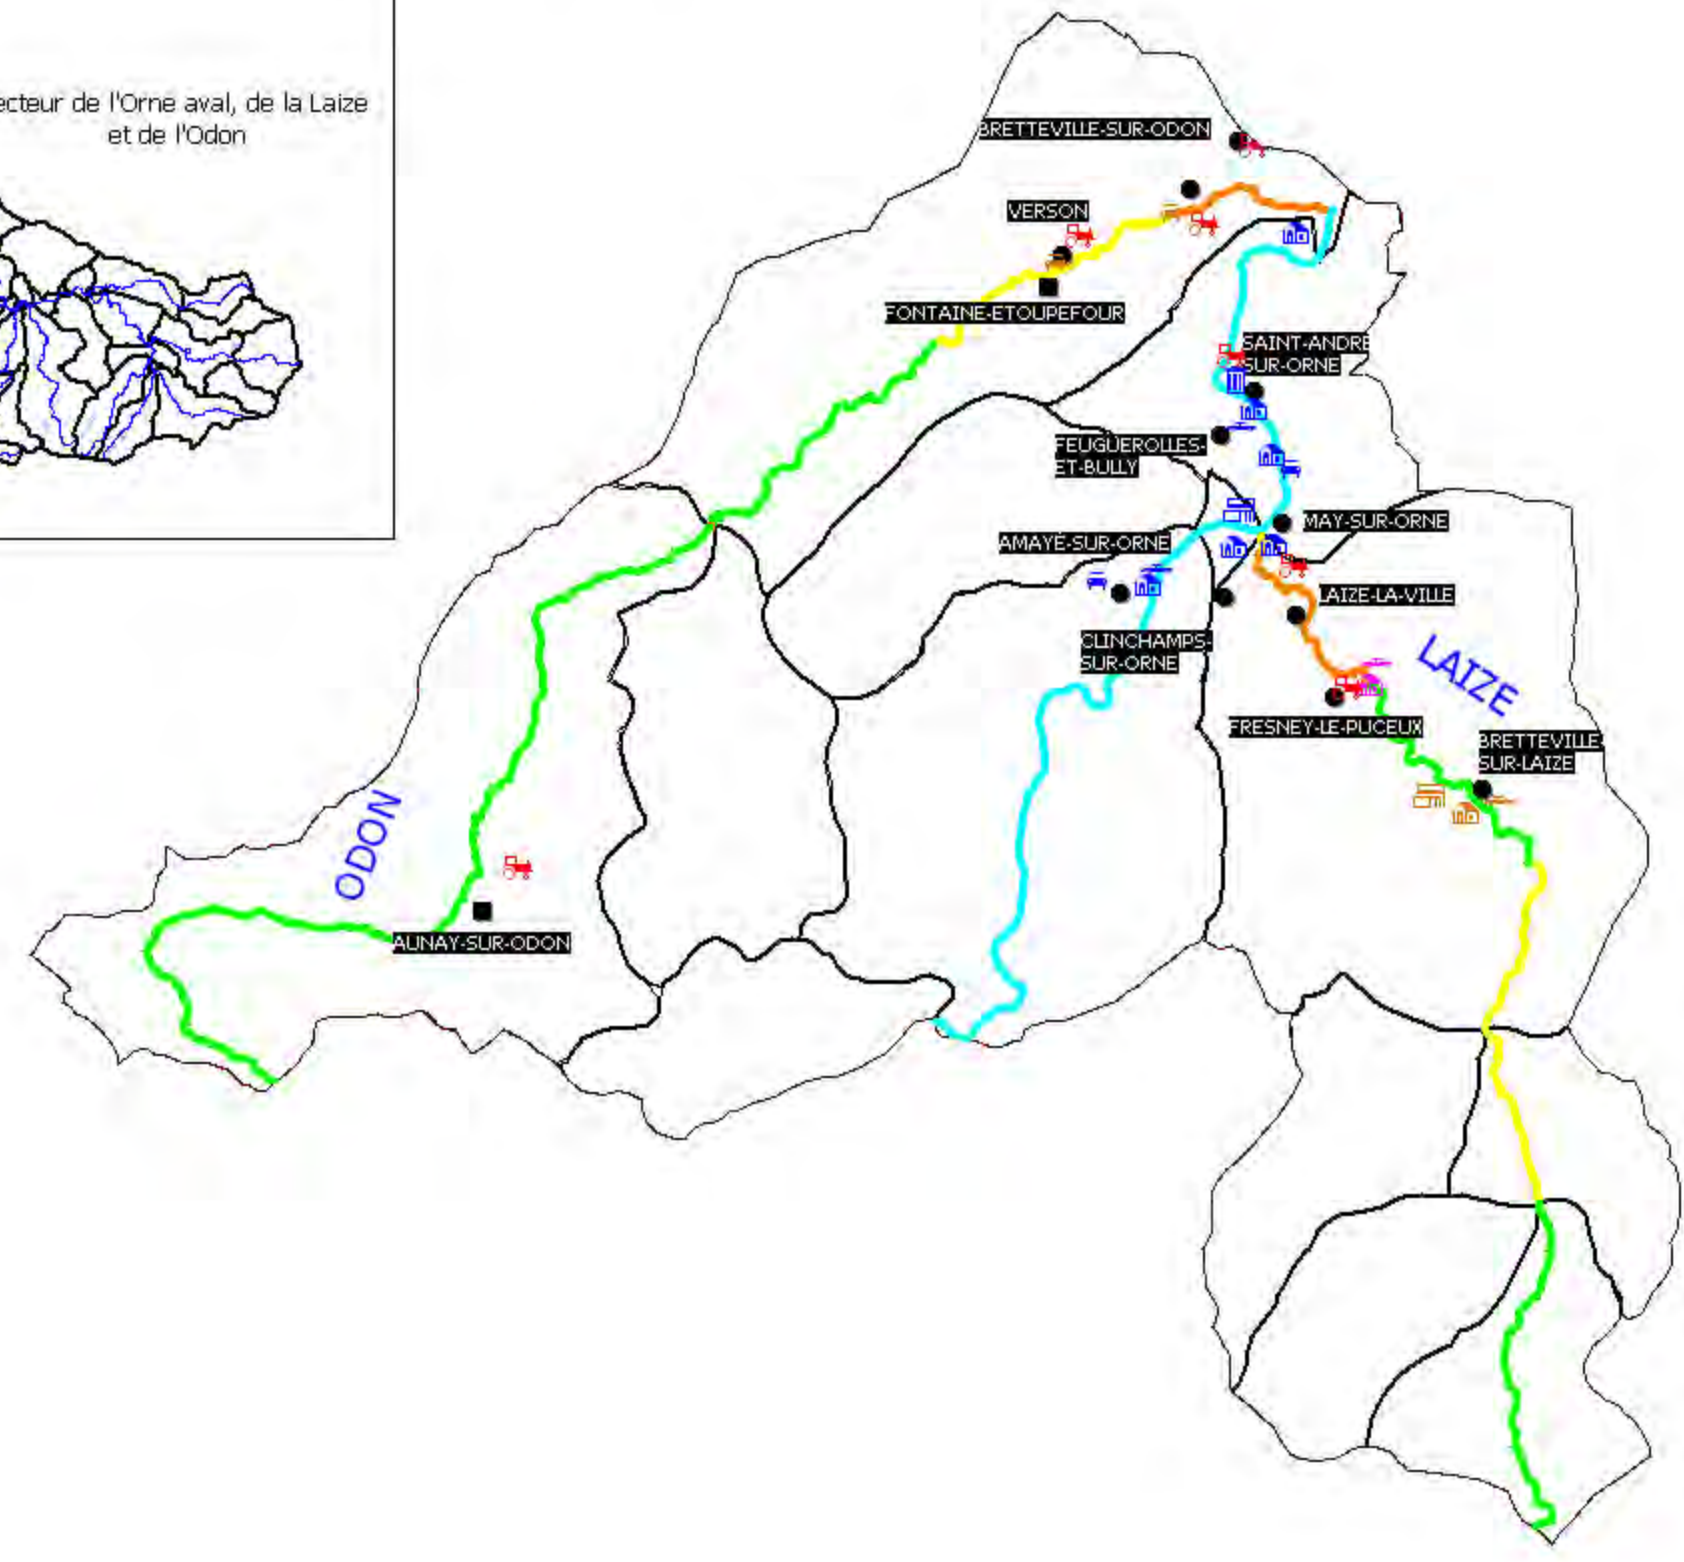 ecteur de l'Orne aval, de la Laize
et de l'Odon
BRETTEVILLE-SUR-ODON
VERSON
FONTAINE-ETOUPEFOUR
SAINT-ANDRE
SUR-ORNE
FEUGUEROLLES-
ET-BULLY
MAY-SUR-ORNE
AMAYÉ-SUR-ORNE
LAIZE-LA-VILLE
CLINCHAMPS-
SUR-ORNE
LAIZE
FRESNEY-LE-PUCEUX
BRETTEVILLE
SUR-LAIZE
ODON
AUNAY-SUR-ODON